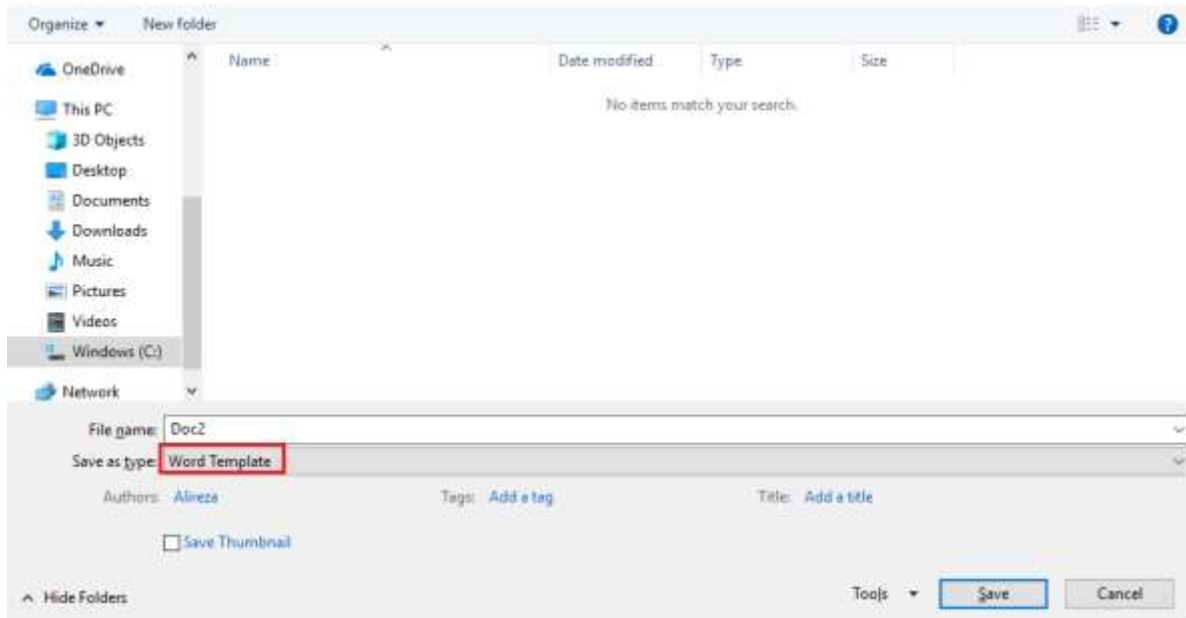 Organize New folder
Name Date modified Type Size
No items match your search.
OneDrive
This PC
3D Objects
Desktop
Documents
Downloads
Music
Pictures
Videos
Windows (C:)
Network
File name: Doc2
Save as type: Word Template
Authors: Alireza Tags: Add a tag Title: Add a title
Save Thumbnail
Hide Folders Tools Save Cancel